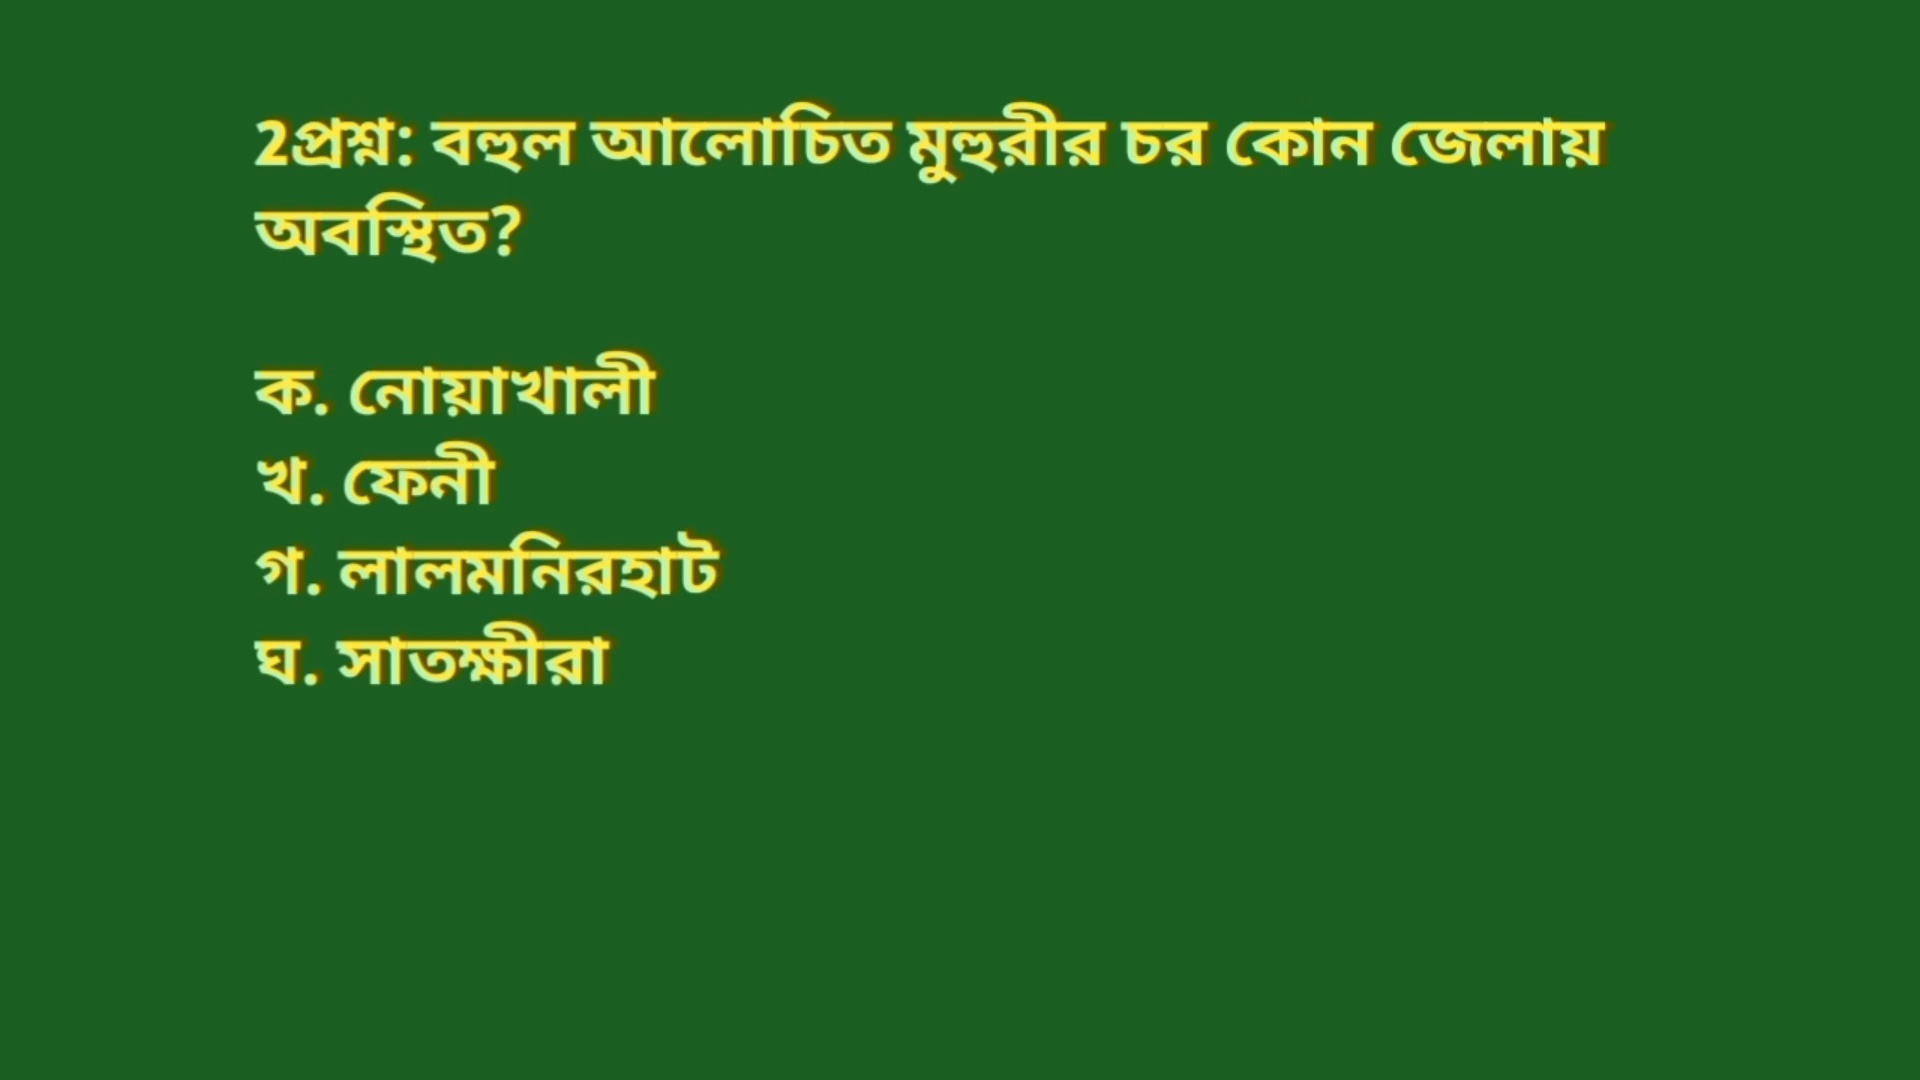 2প্রশ্ন: বহুল আলোচিত মুহুরীর চর কোন জেলায়
অবস্থিত?
ক. নোয়াখালী
খ. ফেনী
গ. লালমনিরহাট
ঘ. সাতক্ষীরা